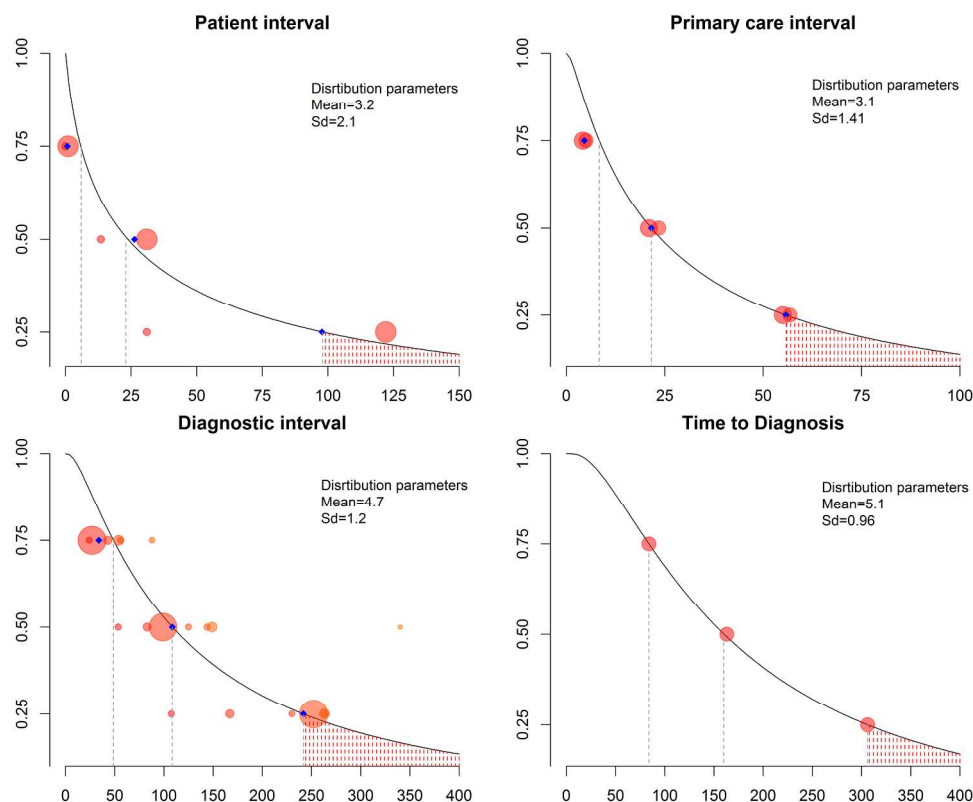 Patient interval
Disrtibution parameters
Mean=3.2
Sd=2.1
1.00
0.75
0.50
0.25
0 25 50 75 100 125 150
Primary care interval
Disrtibution parameters
Mean=3.1
Sd=1.41
1.00
0.75
0.50
0.25
0 25 50 75 100
Diagnostic interval
Disrtibution parameters
Mean=4.7
Sd=1.2
1.00
0.75
0.50
0.25
0 50 100 150 200 250 300 350 400
Time to Diagnosis
Disrtibution parameters
Mean=5.1
Sd=0.96
1.00
0.75
0.50
0.25
0 50 100 150 200 250 300 350 400